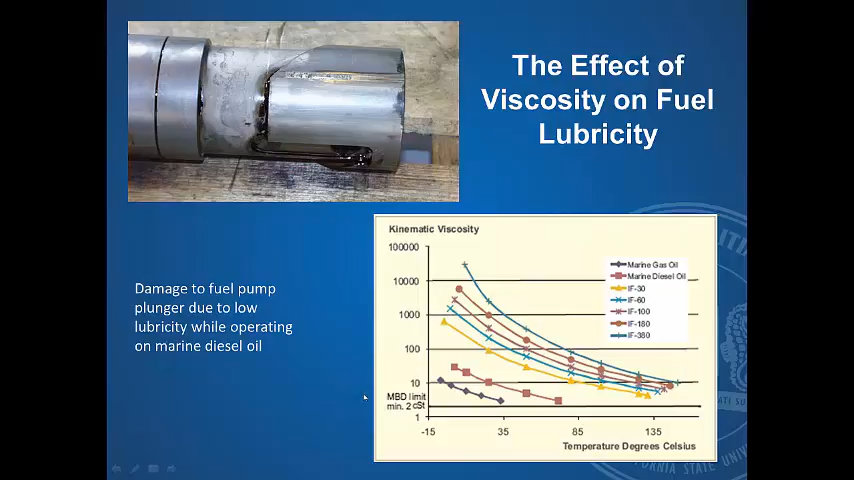 The Effect of
Viscosity on Fuel
Lubricity
Damage to fuel pump
plunger due to low
lubricity while operating
on marine diesel oil
Kinematic Viscosity
100000
10000
1000
100
10
MBD limit
min. 2 cSt
1
-15 35 85 135
Temperature Degrees Celsius
Marine Gas Oil
Marine Diesel Oil
IF-30
IF-60
IF-100
IF-180
IF-380
CALIFORNIA STATE UNIV